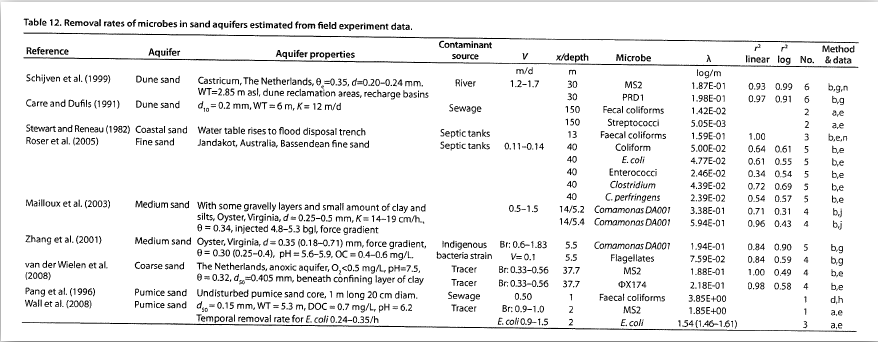 Table 12. Removal rates of microbes in sand aquifers estimated from field experiment data.
Reference Aquifer Aquifer properties Contaminant source V x/depth Microbe λ r² linear r² log No. Method & data
m/d m log/m
Schijven et al. (1999) Dune sand Castricum, The Netherlands, θ =0.35, d=0.20–0.24 mm, River 1.2–1.7 30 MS2 1.87E-01 0.93 0.99 6 b,g,n
WT=2.85 m asl, dune reclamation areas, recharge basins 30 PRD1 1.98E-01 0.97 0.91 6 b,g
Carre and Dufils (1991) Dune sand d₁₀ = 0.2 mm, WT = 6 m, K = 12 m/d Sewage 150 Fecal coliforms 1.42E-02 2 a,e
150 Streptococci 5.05E-03 2 a,e
Stewart and Reneau (1982) Coastal sand Water table rises to flood disposal trench Septic tanks 13 Faecal coliforms 1.59E-01 1.00 3 b,e,n
Roser et al. (2005) Fine sand Jandakot, Australia, Bassendean fine sand Septic tanks 0.11–0.14 40 Coliform 5.00E-02 0.64 0.61 5 b,e
40 E.coli 4.77E-02 0.61 0.55 5 b,e
40 Enterococci 2.46E-02 0.34 0.54 5 b,e
40 Clostridium 4.39E-02 0.72 0.69 5 b,e
40 C. perfringens 2.39E-02 0.54 0.57 5 b,e
Mailloux et al. (2003) Medium sand With some gravelly layers and small amount of clay and 0.5–1.5 14/5.2 Comamonas DA001 3.38E-01 0.71 0.31 4 b,j
silts, Oyster, Virginia, d = 0.25–0.5 mm, K = 14–19 cm/h, 14/5.4 Comamonas DA001 5.94E-01 0.96 0.43 4 b,j
θ = 0.34, injected 4.8–5.3 bgl, force gradient
Zhang et al. (2001) Medium sand Oyster, Virginia, d = 0.35 (0.18–0.71) mm, force gradient, Indigenous Br: 0.6–1.83 5.5 Comamonas DA001 1.94E-01 0.84 0.90 5 b,g
θ = 0.30 (0.25–0.4), pH = 5.6–5.9, OC = 0.4–0.6 mg/L. bacteria strain V= 0.1 5.5 Flagellates 7.59E-02 0.84 0.59 4 b,g
van der Wielen et al. Coarse sand The Netherlands, anoxic aquifer, O₂<0.5 mg/L, pH=7.5, Tracer Br: 0.33–0.56 37.7 MS2 1.88E-01 1.00 0.49 4 b,e
(2008) θ = 0.32, d₅₀=0.405 mm, beneath confining layer of clay Tracer Br: 0.33–0.56 37.7 ΦX174 2.18E-01 0.98 0.58 4 b,e
Pang et al. (1996) Pumice sand Undisturbed pumice sand core, 1 m long 20 cm diam. Sewage 0.50 1 Faecal coliforms 3.85E+00 1 d,h
Wall et al. (2008) Pumice sand d₅₀ = 0.15 mm, WT = 5.3 m, DOC = 0.7 mg/L, pH = 6.2 Tracer Br: 0.9–1.0 2 MS2 1.85E+00 1 a,e
Temporal removal rate for E. coli 0.24–0.35/h E. coli 0.9–1.5 2 E.coli 1.54 (1.46–1.61) 3 a,e